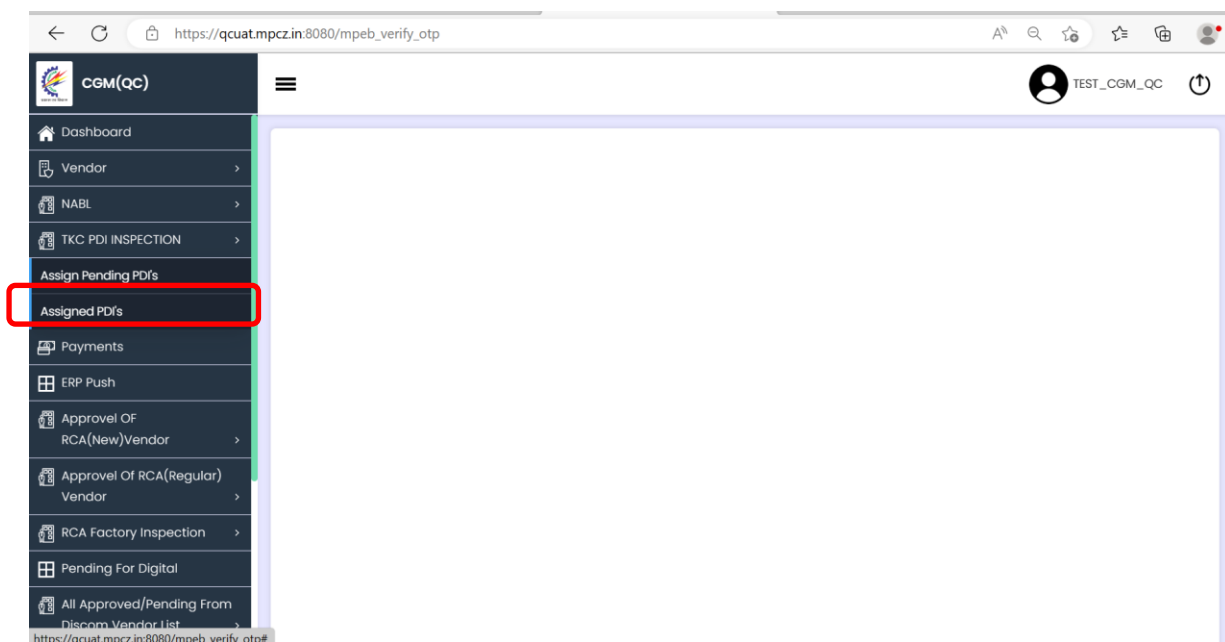 https://qcuat.mpcz.in:8080/mpeb_verify_otp
CGM(QC)
TEST_CGM_QC
Dashboard
Vendor
NABL
TKC PDI INSPECTION
Assign Pending PDI's
Assigned PDI's
Payments
ERP Push
Approvel OF
RCA(New)Vendor
Approvel Of RCA(Regular)
Vendor
RCA Factory Inspection
Pending For Digital
All Approved/Pending From
Discom Vendor List
https://qcuat.mpcz.in:8080/mpeb_verify_otp#